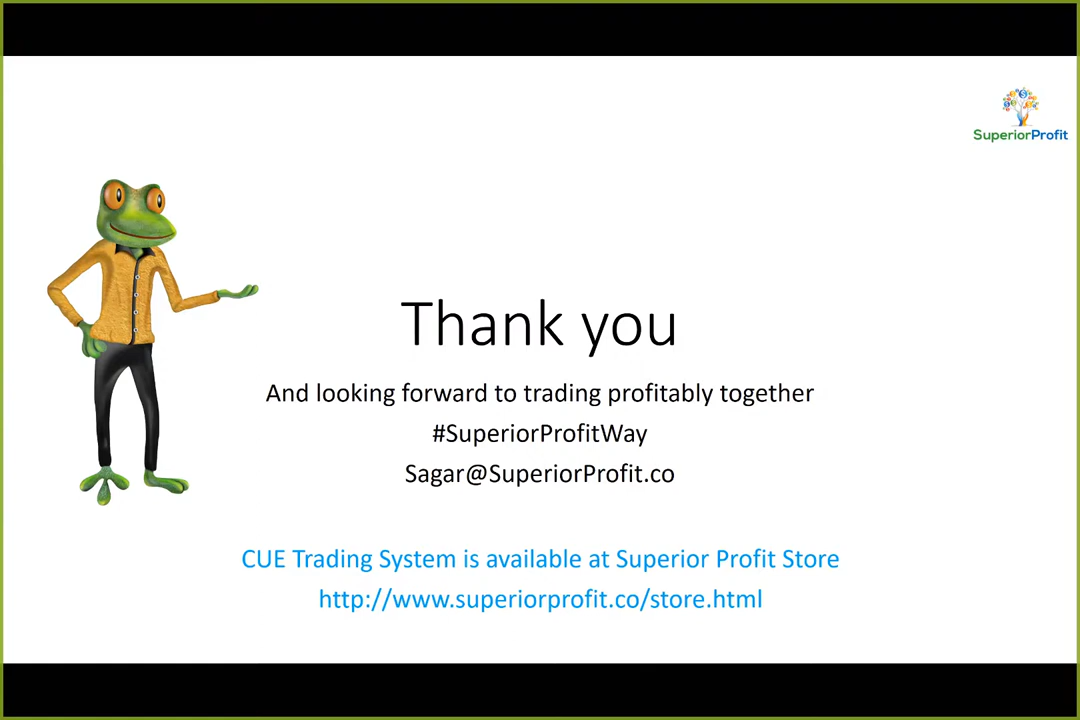 SuperiorProfit
Thank you
And looking forward to trading profitably together
#SuperiorProfitWay
Sagar@SuperiorProfit.co
CUE Trading System is available at Superior Profit Store
http://www.superiorprofit.co/store.html